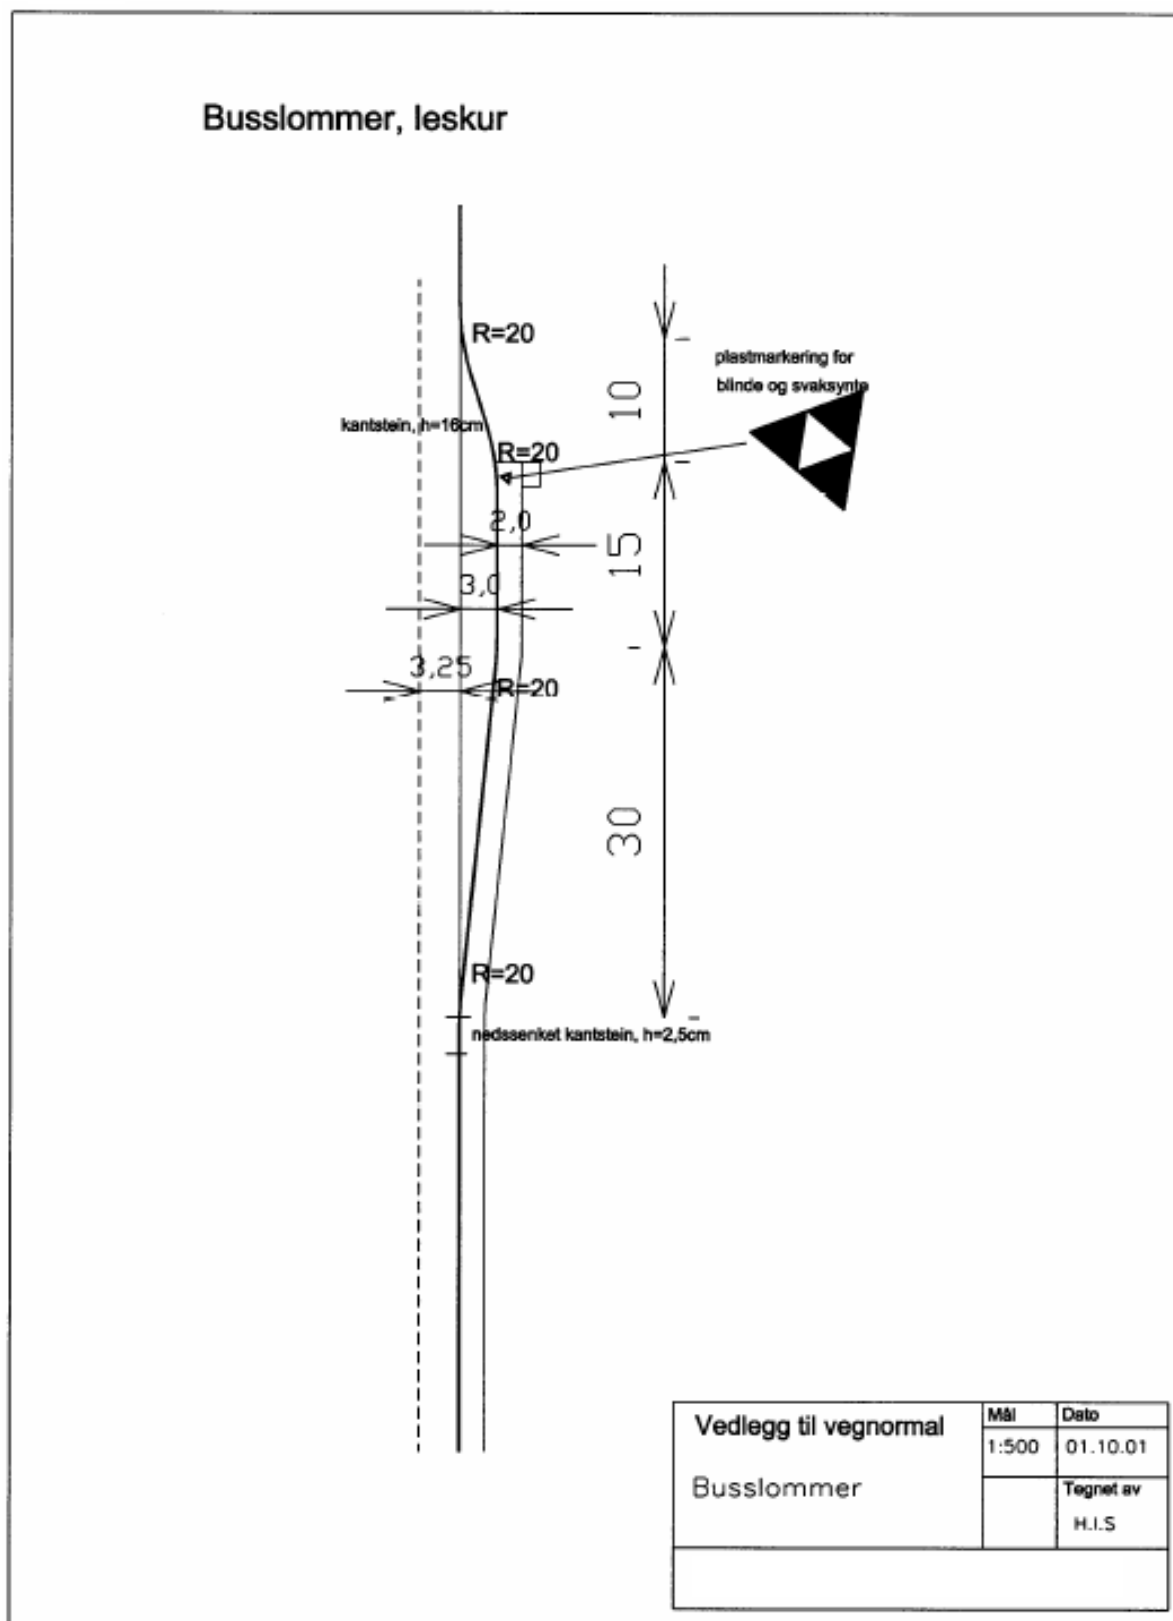 Busslommer, leskur
R=20
plastmarkering for
blinde og svaksynte
10
kantstein, h=16cm
R=20
2,0
15
3,0
3,25
R=20
30
R=20
nedssenket kantstein, h=2,5cm
Vedlegg til vegnormal
Busslommer
Mål
Dato
1:500
01.10.01
Tegnet av
H.I.S